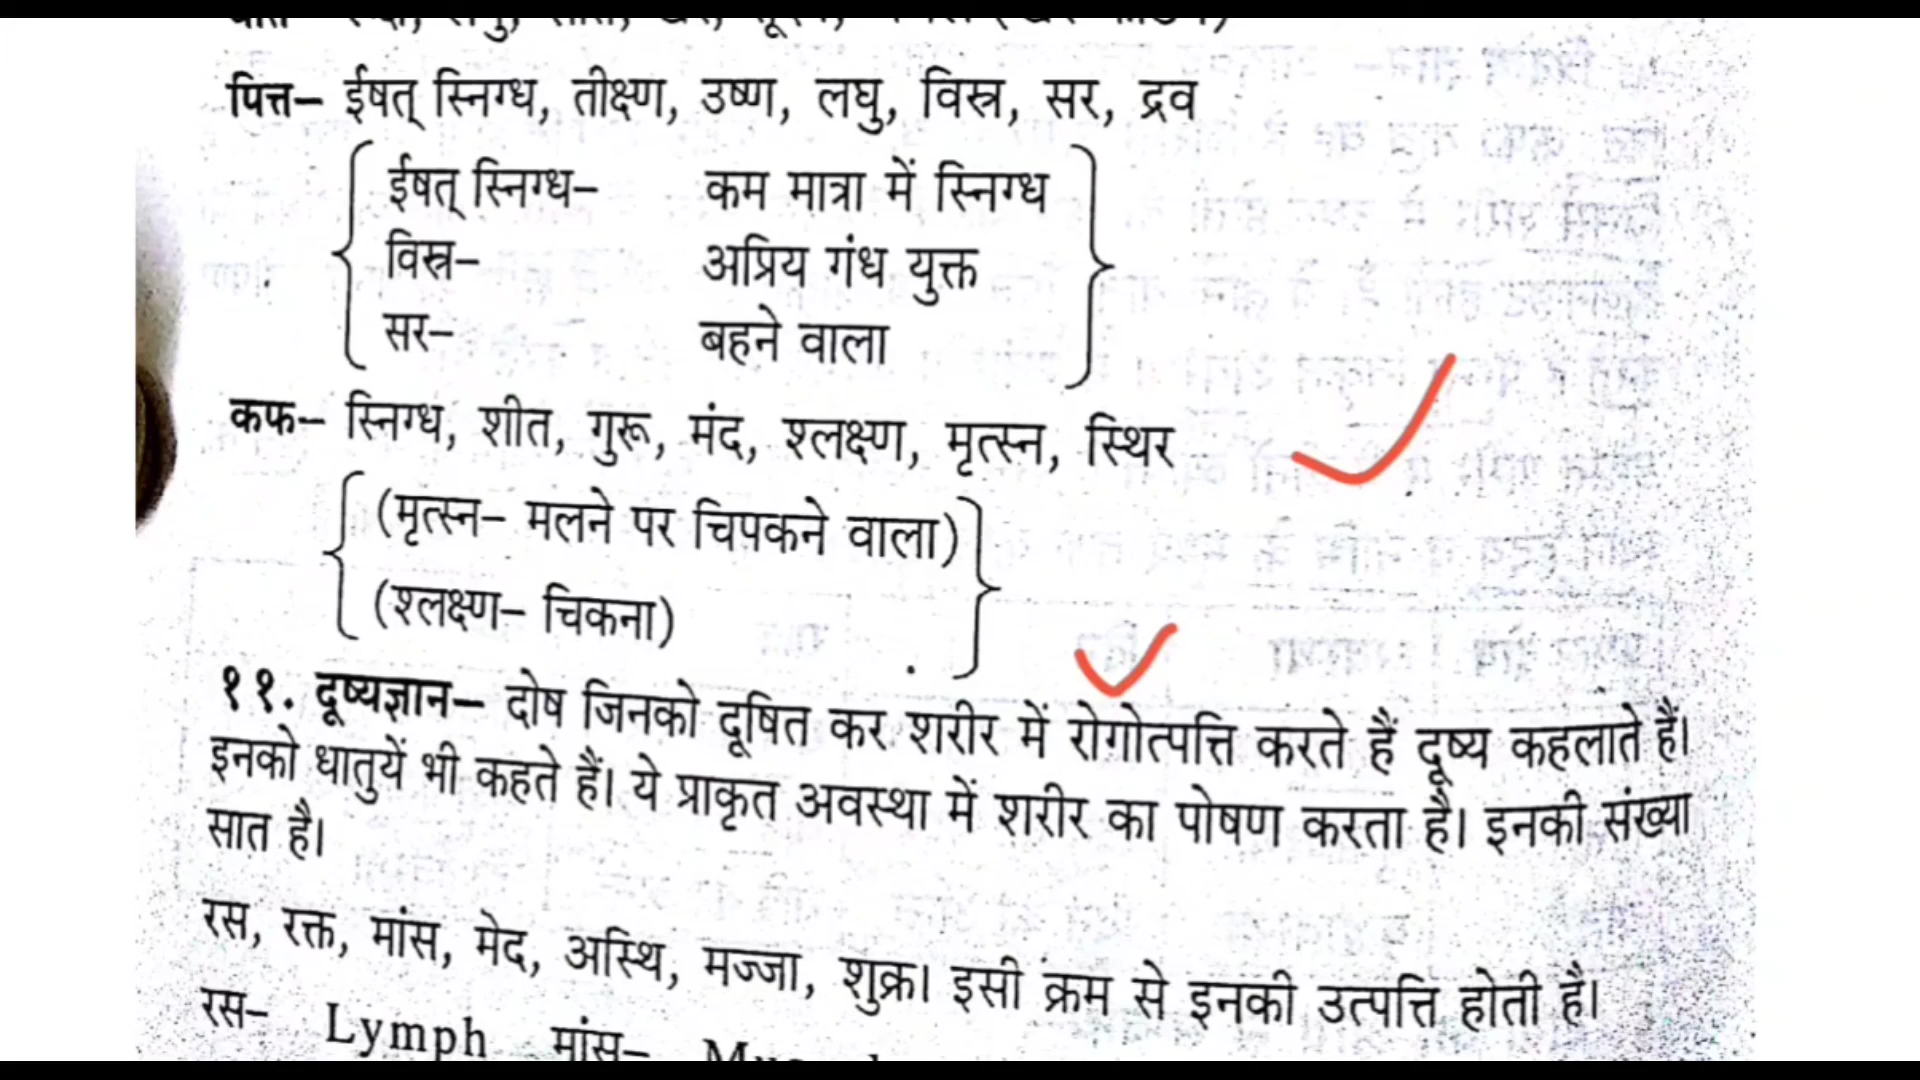 पित्त– ईषत् स्निग्ध, तीक्ष्ण, उष्ण, लघु, विस्र, सर, द्रव
ईषत् स्निग्ध– कम मात्रा में स्निग्ध
विस्र– अप्रिय गंध युक्त
सर– बहने वाला
कफ– स्निग्ध, शीत, गुरू, मंद, श्लक्ष्ण, मृत्स्न, स्थिर
(मृत्स्न– मलने पर चिपकने वाला)
(श्लक्ष्ण– चिकना)
११. दूष्यज्ञान– दोष जिनको दूषित कर शरीर में रोगोत्पत्ति करते हैं दूष्य कहलाते हैं।
इनको धातुयें भी कहते हैं। ये प्राकृत अवस्था में शरीर का पोषण करता है। इनकी संख्या
सात है।
रस, रक्त, मांस, मेद, अस्थि, मज्जा, शुक्र। इसी क्रम से इनकी उत्पत्ति होती है।
रस– Lymph मांस–